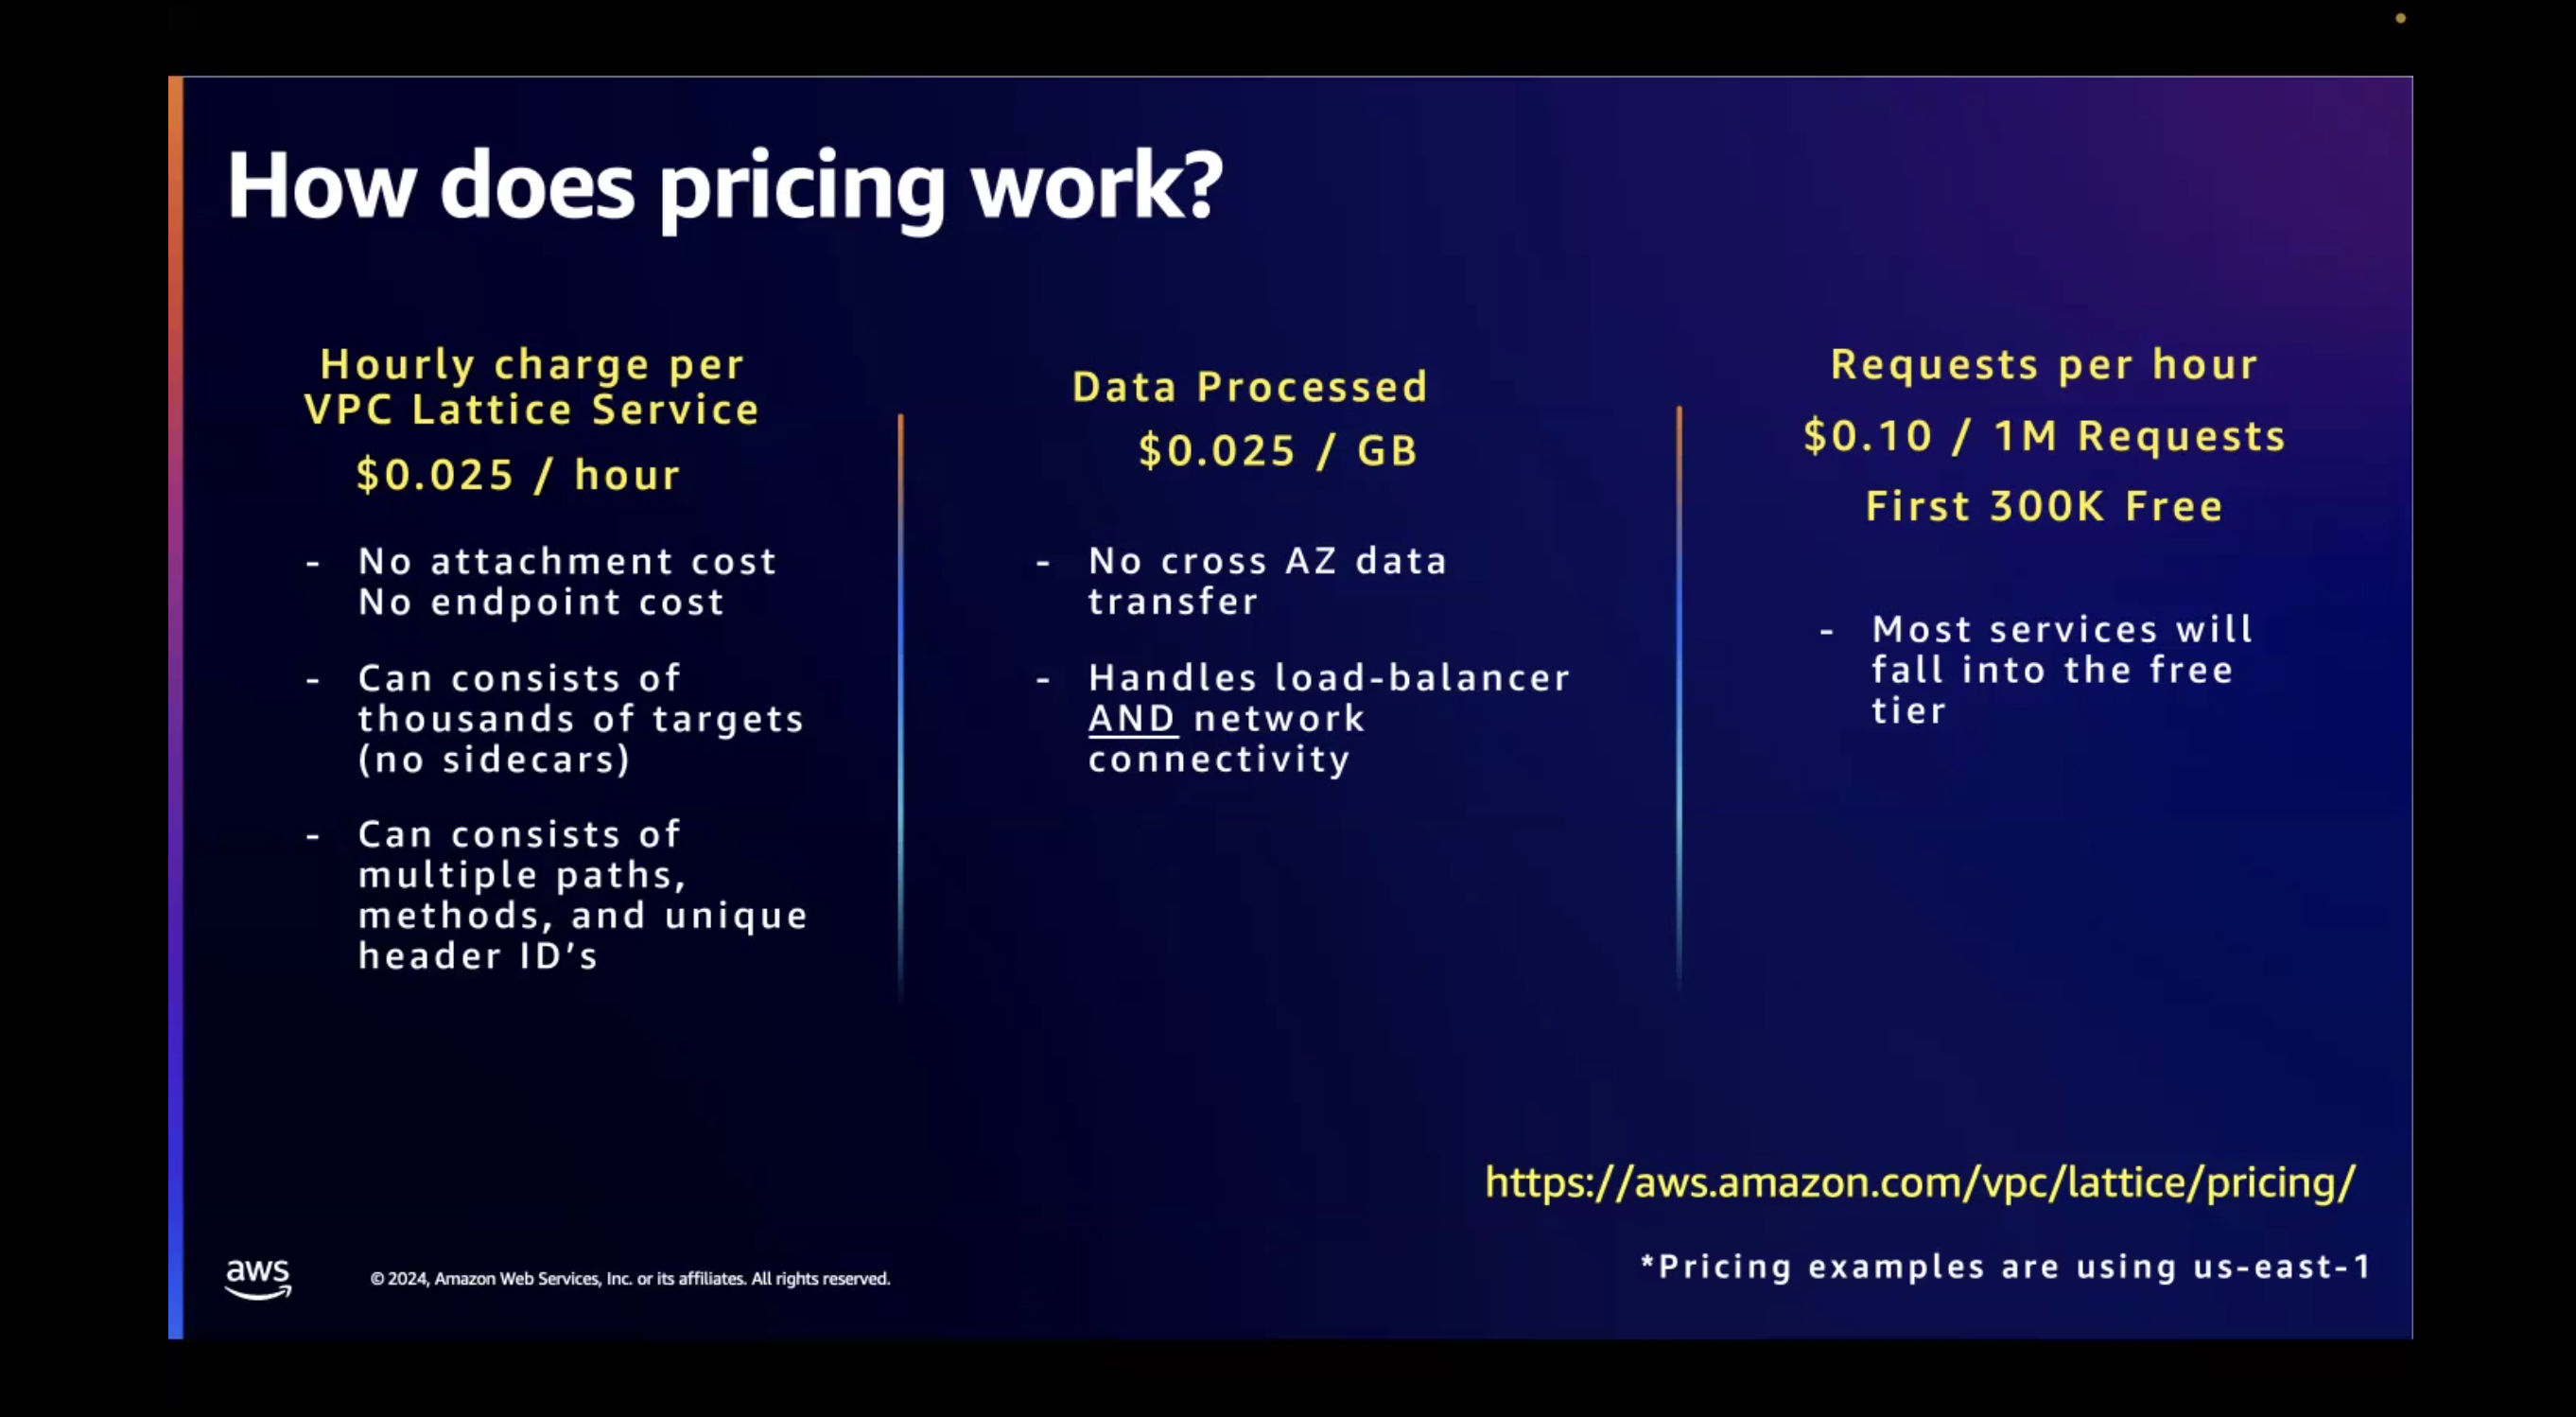 How does pricing work?
Hourly charge per
VPC Lattice Service
$0.025 / hour
- No attachment cost
No endpoint cost
- Can consists of
thousands of targets
(no sidecars)
- Can consists of
multiple paths,
methods, and unique
header ID’s
Data Processed
$0.025 / GB
- No cross AZ data
transfer
- Handles load-balancer
AND network
connectivity
Requests per hour
$0.10 / 1M Requests
First 300K Free
- Most services will
fall into the free
tier
https://aws.amazon.com/vpc/lattice/pricing/
*Pricing examples are using us-east-1
aws
© 2024, Amazon Web Services, Inc. or its affiliates. All rights reserved.